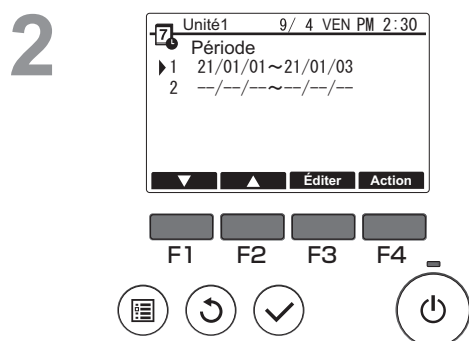 2
7
Unité1 9/ 4 VEN PM 2:30
Période
1 21/01/01~21/01/03
2 --/--/--~--/--/--
Éditer Action
F1 F2 F3 F4